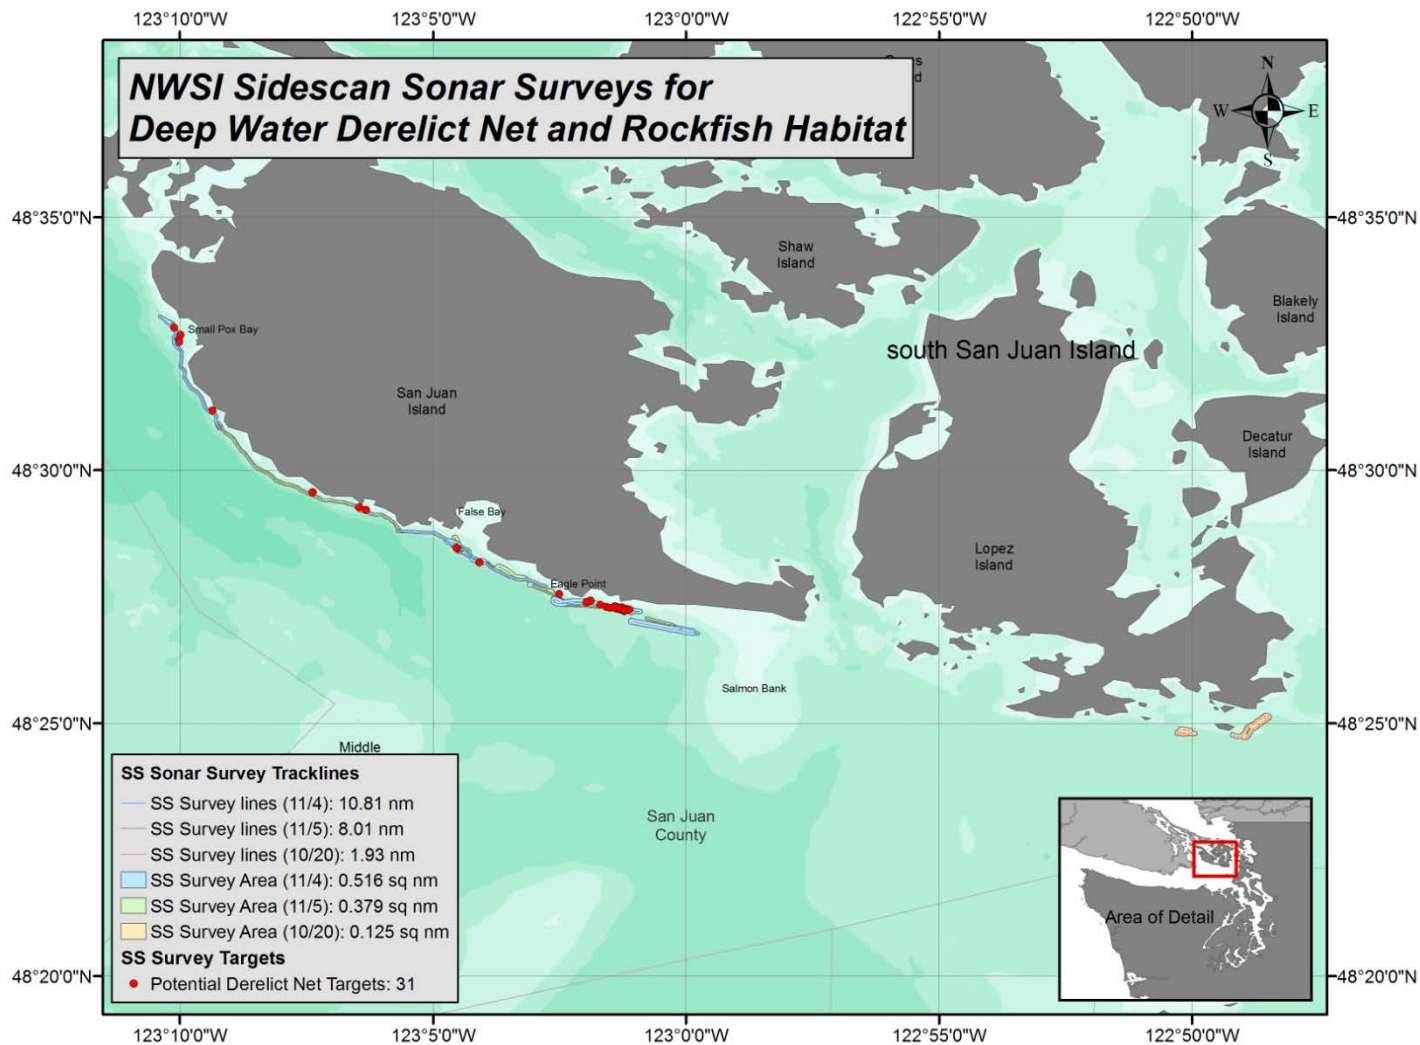 123°10'0"W 123°5'0"W 123°0'0"W 122°55'0"W 122°50'0"W
NWSI Sidescan Sonar Surveys for
Deep Water Derelict Net and Rockfish Habitat
N
W E
S
48°35'0"N 48°35'0"N
Shaw
Island
Blakely
Island
Small Pox Bay
south San Juan Island
San Juan
Island
Decatur
Island
48°30'0"N 48°30'0"N
False Bay
Lopez
Island
Eagle Point
Salmon Bank
48°25'0"N 48°25'0"N
Middle
SS Sonar Survey Tracklines
SS Survey lines (11/4): 10.81 nm
SS Survey lines (11/5): 8.01 nm
SS Survey lines (10/20): 1.93 nm
SS Survey Area (11/4): 0.516 sq nm
SS Survey Area (11/5): 0.379 sq nm
SS Survey Area (10/20): 0.125 sq nm
SS Survey Targets
Potential Derelict Net Targets: 31
San Juan
County
Area of Detail
48°20'0"N 48°20'0"N
123°10'0"W 123°5'0"W 123°0'0"W 122°55'0"W 122°50'0"W